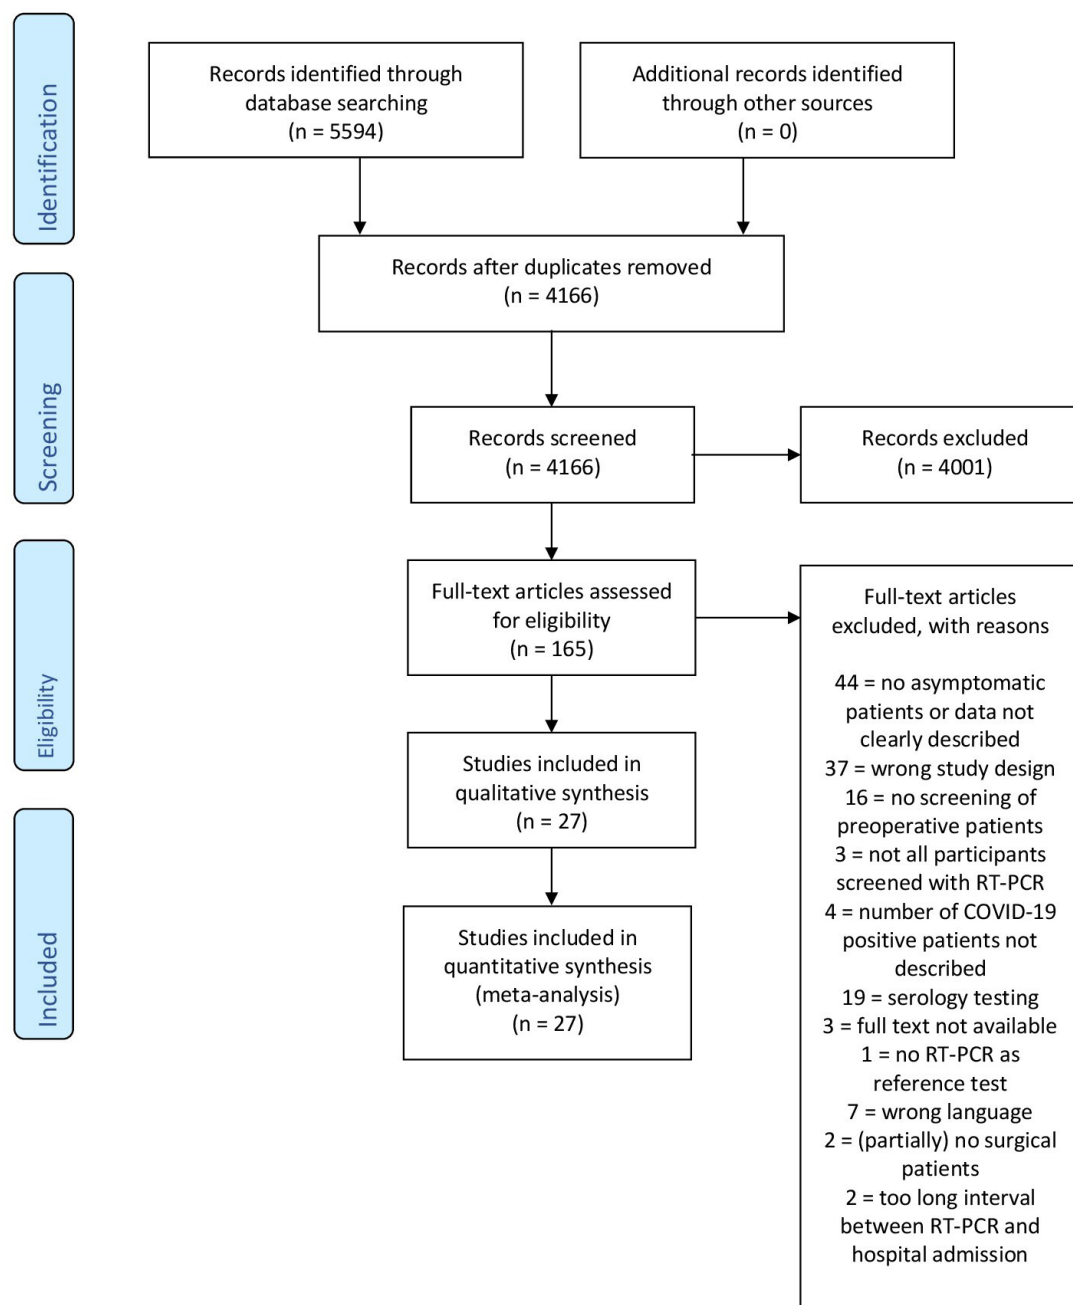 Identification
Records identified through
database searching
(n = 5594)
Additional records identified
through other sources
(n = 0)
Records after duplicates removed
(n = 4166)
Screening
Records screened
(n = 4166)
Records excluded
(n = 4001)
Eligibility
Full-text articles assessed
for eligibility
(n = 165)
Full-text articles
excluded, with reasons
44 = no asymptomatic
patients or data not
clearly described
37 = wrong study design
16 = no screening of
preoperative patients
3 = not all participants
screened with RT-PCR
4 = number of COVID-19
positive patients not
described
19 = serology testing
3 = full text not available
1 = no RT-PCR as
reference test
7 = wrong language
2 = (partially) no surgical
patients
2 = too long interval
between RT-PCR and
hospital admission
Studies included in
qualitative synthesis
(n = 27)
Included
Studies included in
quantitative synthesis
(meta-analysis)
(n = 27)